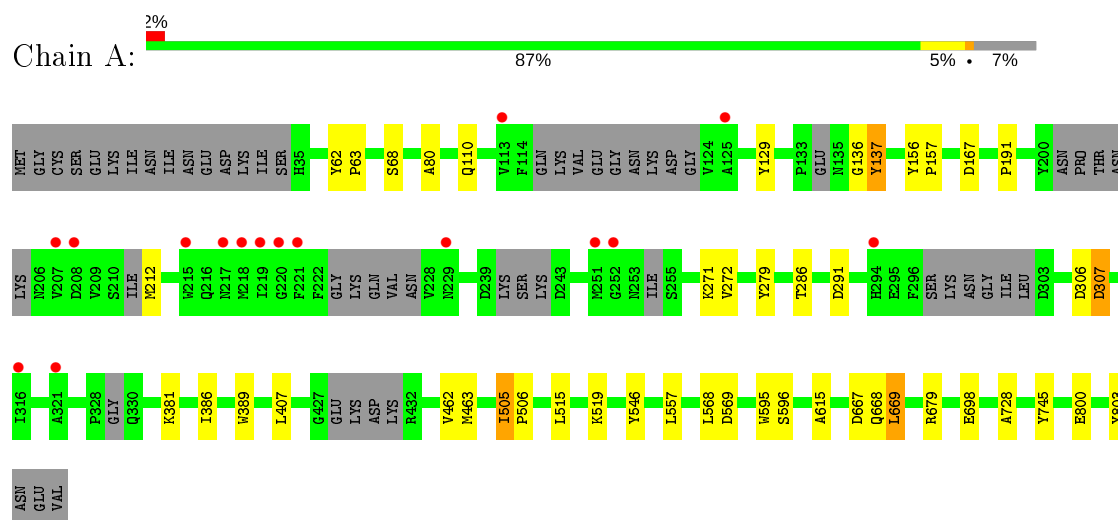 2%
Chain A:
87% 5% • 7%
MET GLY CYS SER GLU LYS ILE ASN ILE ILE ASN GLU ASP LYS ILE SER H35 Y62 P63 S68 A80 Q110 V113 F114 GLN LYS VAL GLU GLY ASN LYS ASP GLY V124 A125 Y129 P133 GLU N135 G136 Y137 Y156 P157 D167 P191 Y200 ASN PRO THR ASN
LYS N206 V207 D208 V209 S210 ILE M212 W215 Q216 N217 M218 I219 G220 F221 F222 GLY LYS GLN VAL ASN V228 N229 D239 LYS SER LYS D243 M251 G252 N253 ILE S255 K271 V272 Y279 T286 D291 H294 E295 F296 SER LYS ASN GLY ILE LEU D303 D306 D307
I316 A321 P328 GLY Q330 K381 I386 W389 L407 G427 GLU LYS ASP LYS R432 V462 M463 I505 P506 L515 K519 Y546 L557 L568 D569 W595 S596 A615 D667 Q668 L669 R679 E698 A728 Y745 E800
ASN GLU VAL